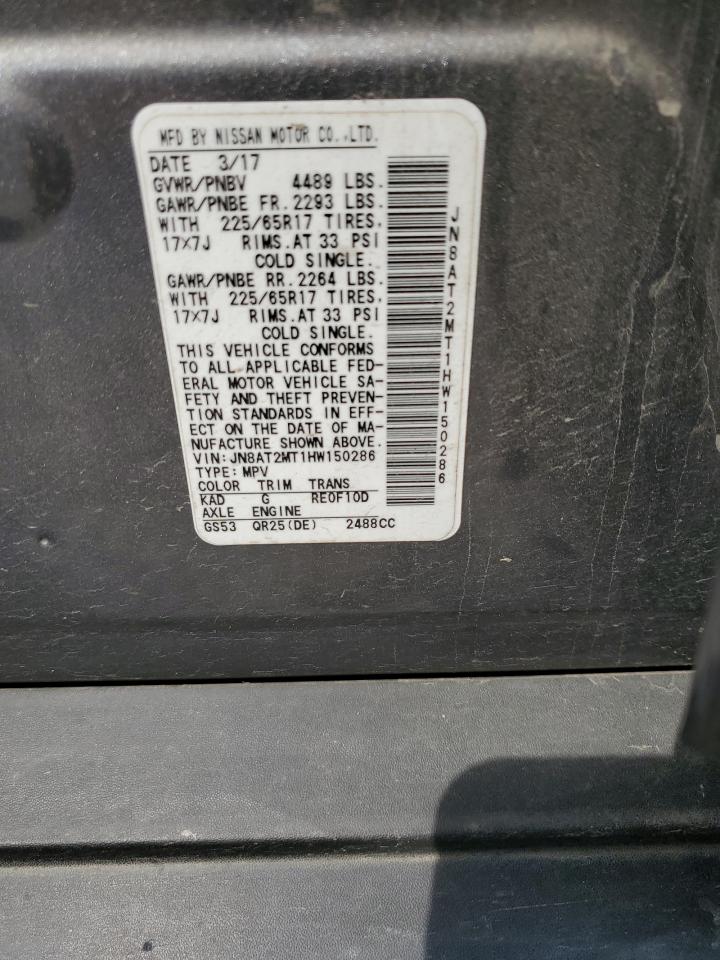 MFD BY NISSAN MOTOR CO.,LTD.
DATE 3/17
GVWR/PNBV 4489 LBS.
GAWR/PNBE FR. 2293 LBS.
WITH 225/65R17 TIRES,
17X7J RIMS.AT 33 PSI
COLD SINGLE.
GAWR/PNBE RR. 2264 LBS.
WITH 225/65R17 TIRES,
17X7J RIMS.AT 33 PSI
COLD SINGLE.
THIS VEHICLE CONFORMS
TO ALL APPLICABLE FED-
ERAL MOTOR VEHICLE SA-
FETY AND THEFT PREVEN-
TION STANDARDS IN EFF-
ECT ON THE DATE OF MA-
NUFACTURE SHOWN ABOVE.
VIN: JN8AT2MT1HW150286
TYPE: MPV
COLOR TRIM TRANS
KAD G RE0F10D
AXLE ENGINE
GS53 QR25(DE) 2488CC
JN8AT2MT1HW150286